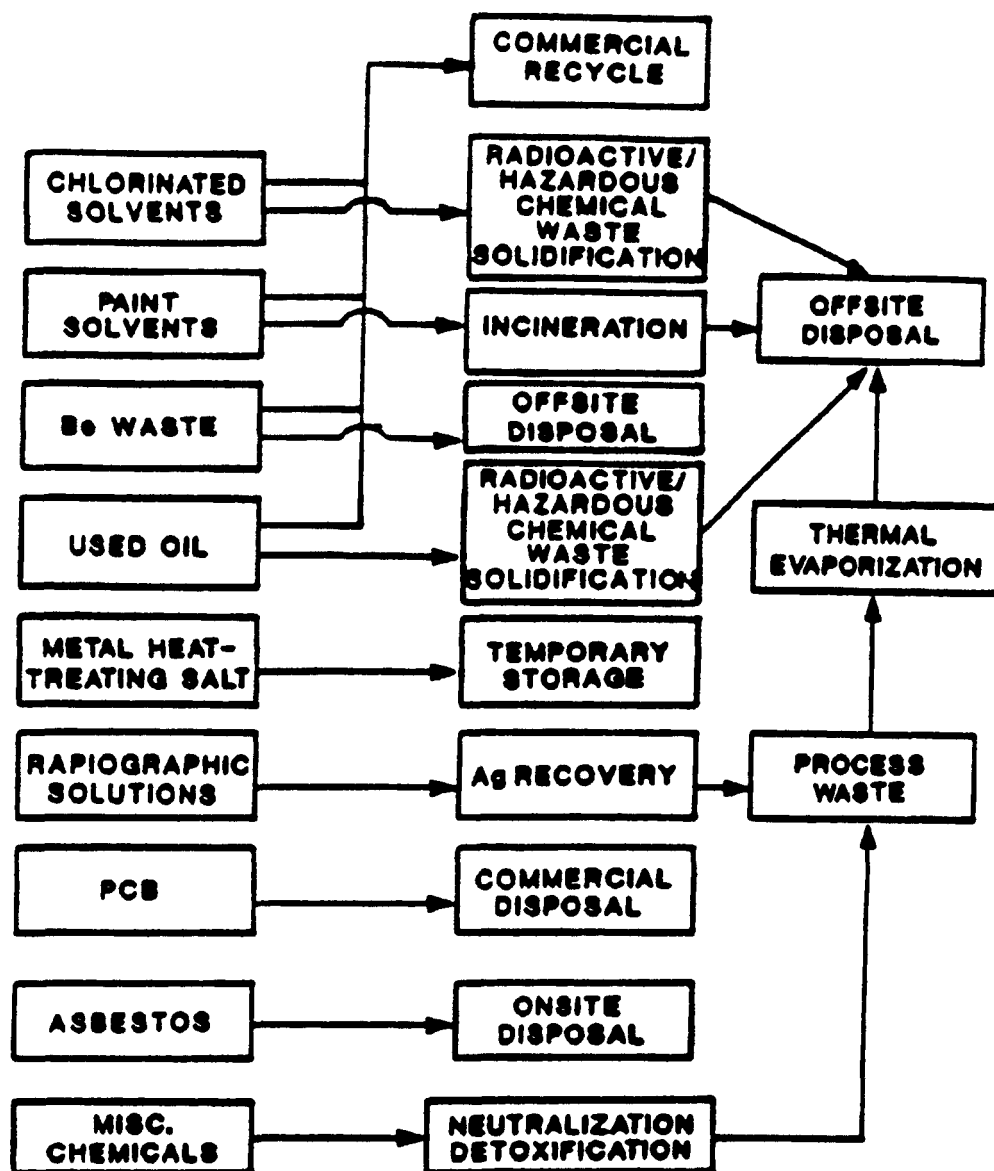 COMMERCIAL
RECYCLE
CHLORINATED
SOLVENTS
RADIOACTIVE/
HAZARDOUS
CHEMICAL
WASTE
SOLIDIFICATION
PAINT
SOLVENTS
INCINERATION
OFFSITE
DISPOSAL
Be WASTE
OFFSITE
DISPOSAL
USED OIL
RADIOACTIVE/
HAZARDOUS
CHEMICAL
WASTE
SOLIDIFICATION
THERMAL
EVAPORIZATION
METAL HEAT-
TREATING SALT
TEMPORARY
STORAGE
RAPIOGRAPHIC
SOLUTIONS
Ag RECOVERY
PROCESS
WASTE
PCB
COMMERCIAL
DISPOSAL
ASBESTOS
ONSITE
DISPOSAL
MISC.
CHEMICALS
NEUTRALIZATION
DETOXIFICATION